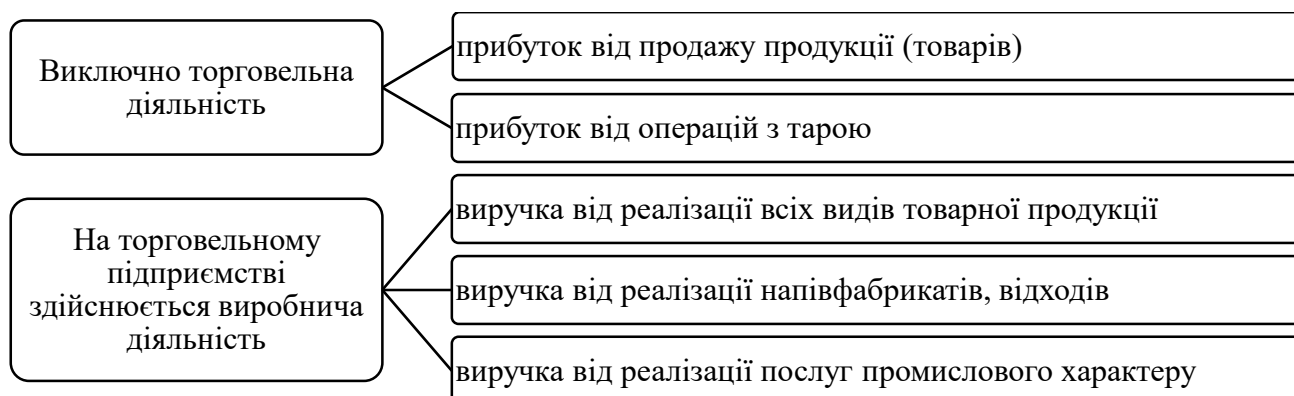 Виключно торговельна
діяльність
прибуток від продажу продукції (товарів)
прибуток від операцій з тарою
На торговельному
підприємстві
здійснюється виробнича
діяльність
виручка від реалізації всіх видів товарної продукції
виручка від реалізації напівфабрикатів, відходів
виручка від реалізації послуг промислового характеру